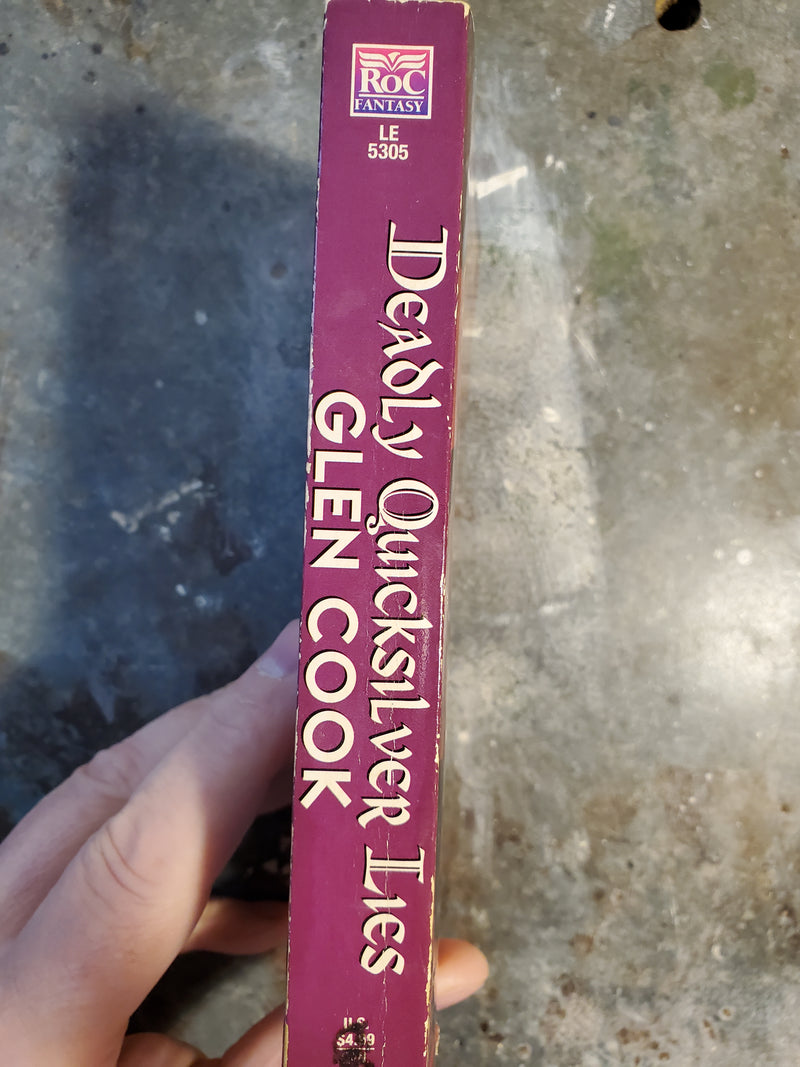 RoC
FANTASY
LE
5305
Deadly Quicksilver Lies
GLEN COOK
U.S.